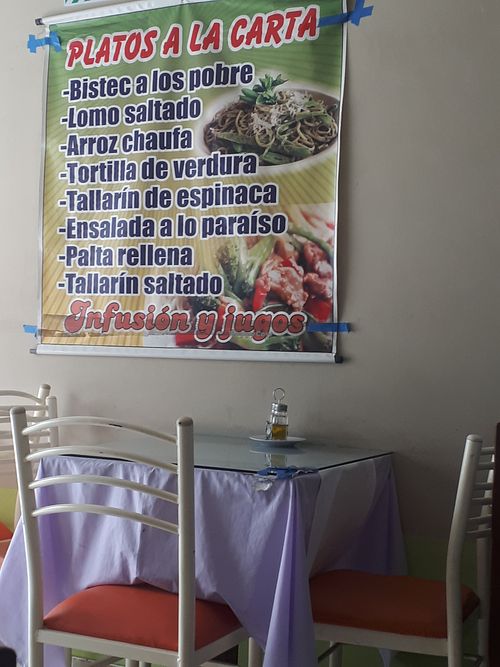 PLATOS A LA CARTA
-Bistec a los pobre
-Lomo saltado
-Arroz chaufa
-Tortilla de verdura
-Tallarín de espinaca
-Ensalada a lo paraíso
-Palta rellena
-Tallarín saltado
Infusión y jugos